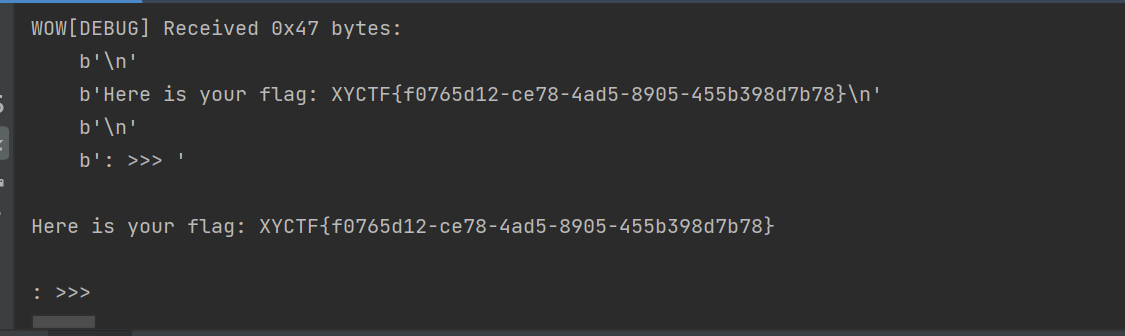 WOW[DEBUG] Received 0x47 bytes:
b'\n'
b'Here is your flag: XYCTF{f0765d12-ce78-4ad5-8905-455b398d7b78}\n'
b'\n'
b': >>> '
Here is your flag: XYCTF{f0765d12-ce78-4ad5-8905-455b398d7b78}
: >>>